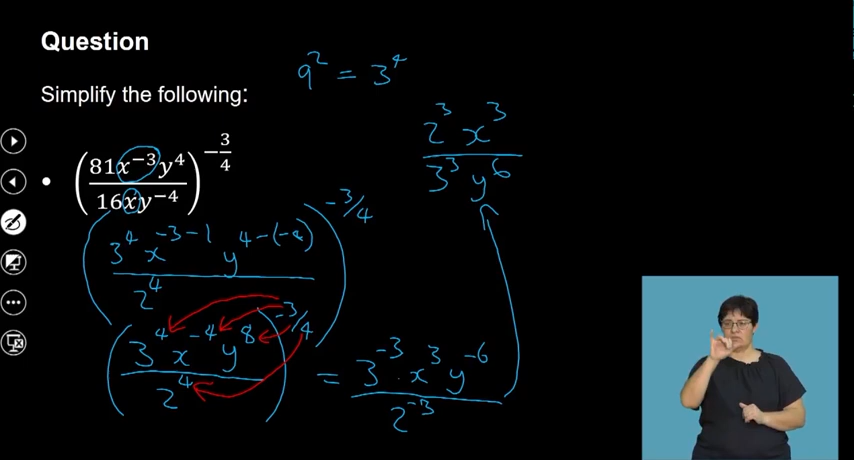 Question
9^2 = 3^4
Simplify the following:
2^3 x^3 / 3^3 y^6
• (81x^{-3}y^4 / 16xy^{-4})^{-3/4}
(3^4 x^{-3-1} y^{4-(-4)} / 2^4)^{-3/4}
(3^4 x^{-4} y^8 / 2^4)^{-3/4} = 3^{-3} · x^3 y^{-6} / 2^{-3}